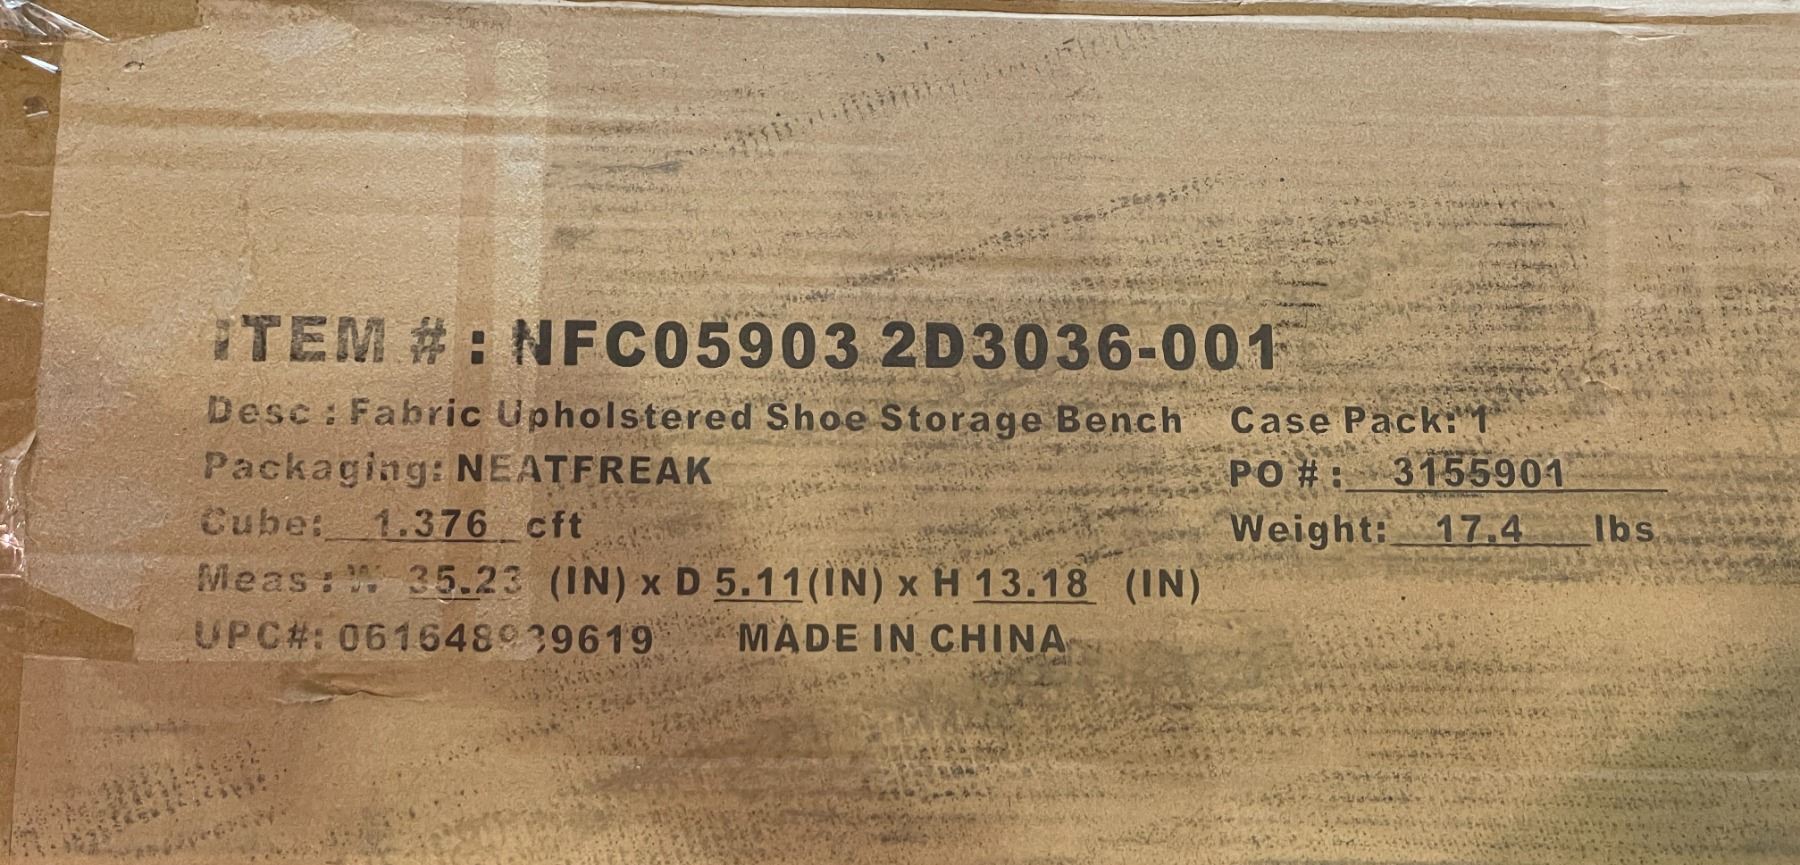 ITEM #: NFC05903 2D3036-001
Desc : Fabric Upholstered Shoe Storage Bench Case Pack: 1
Packaging: NEATFREAK PO #: 3155901
Cube: 1.376 cft Weight: 17.4 lbs
Meas: W 35.23 (IN) x D 5.11(IN) x H 13.18 (IN)
UPC#: MADE IN CHINA